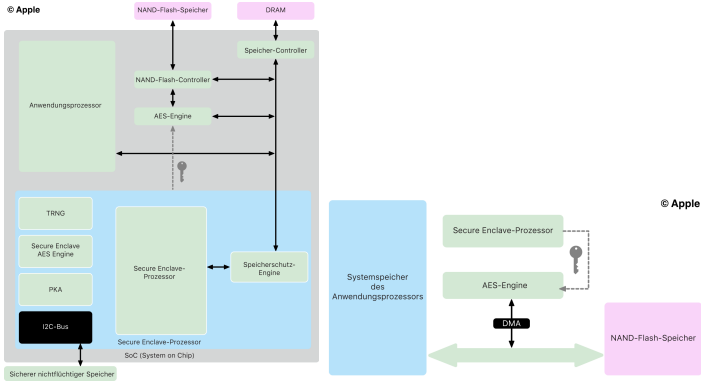 © Apple
NAND-Flash-Speicher
DRAM
Speicher-Controller
NAND-Flash-Controller
Anwendungsprozessor
AES-Engine
TRNG
Secure Enclave
AES Engine
PKA
I2C-Bus
Secure Enclave-
Prozessor
Speicherschutz-
Engine
Secure Enclave-Prozessor
SoC (System on Chip)
Sicherer nichtflüchtiger Speicher
© Apple
Systemspeicher
des
Anwendungsprozessors
Secure Enclave-Prozessor
AES-Engine
DMA
NAND-Flash-Speicher